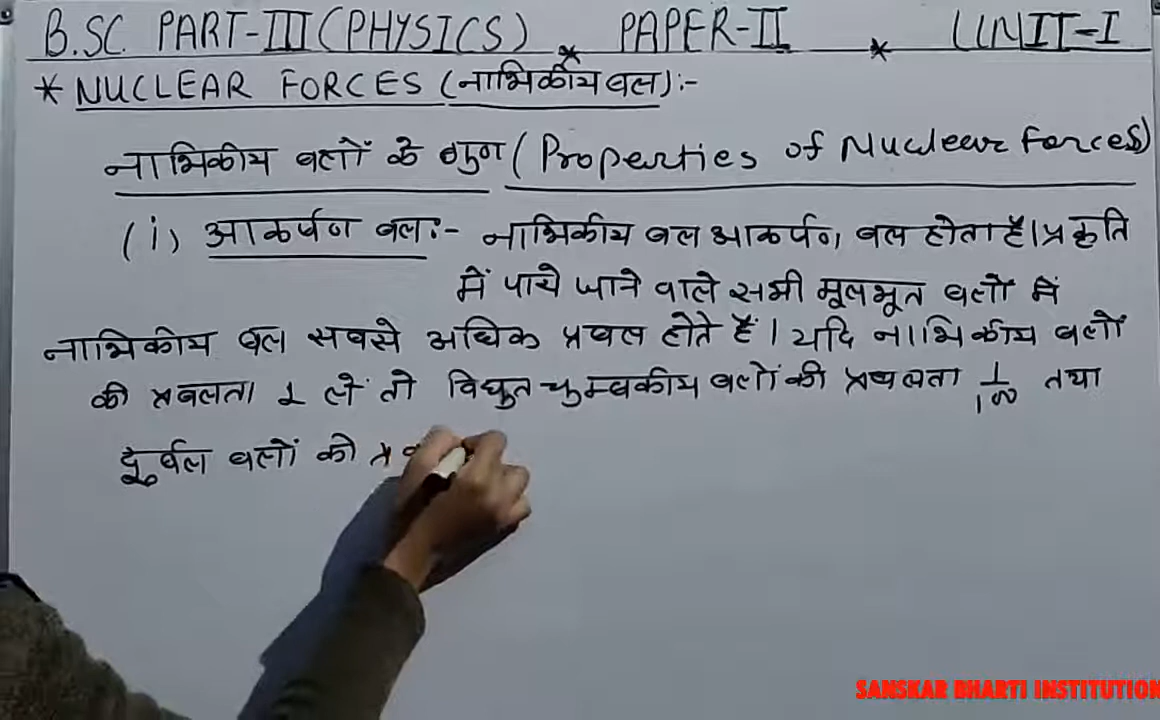 B.SC. PART-III (PHYSICS) * PAPER-II * UNIT-I
* NUCLEAR FORCES (नाभिकीय बल) :-
नाभिकीय बलों के गुण (Properties of Nuclear Forces)
(i) आकर्षण बल :- नाभिकीय बल आकर्षण बल होता है। प्रकृति
में पाये जाने वाले सभी मूलभूत बलों में
नाभिकीय बल सबसे अधिक प्रबल होते हैं। यदि नाभिकीय बलों
की प्रबलता 1 लें तो विद्युत चुम्बकीय बलों की प्रबलता 1/100 तथा
दुर्बल बलों की
SANSKAR BHARTI INSTITUTION